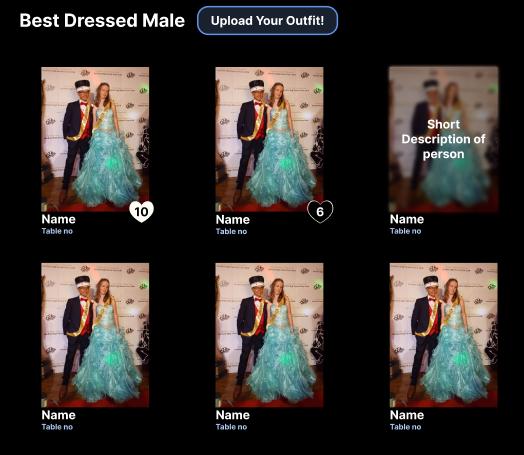 Best Dressed Male
Upload Your Outfit!
10
Name
Table no
6
Name
Table no
Short
Description of
person
Name
Table no
Name
Table no
Name
Table no
Name
Table no